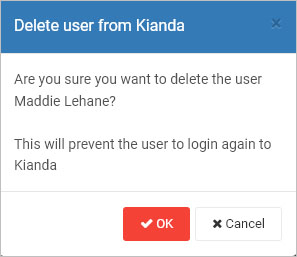 Delete user from Kianda
Are you sure you want to delete the user
Maddie Lehane?
This will prevent the user to login again to
Kianda
OK
Cancel